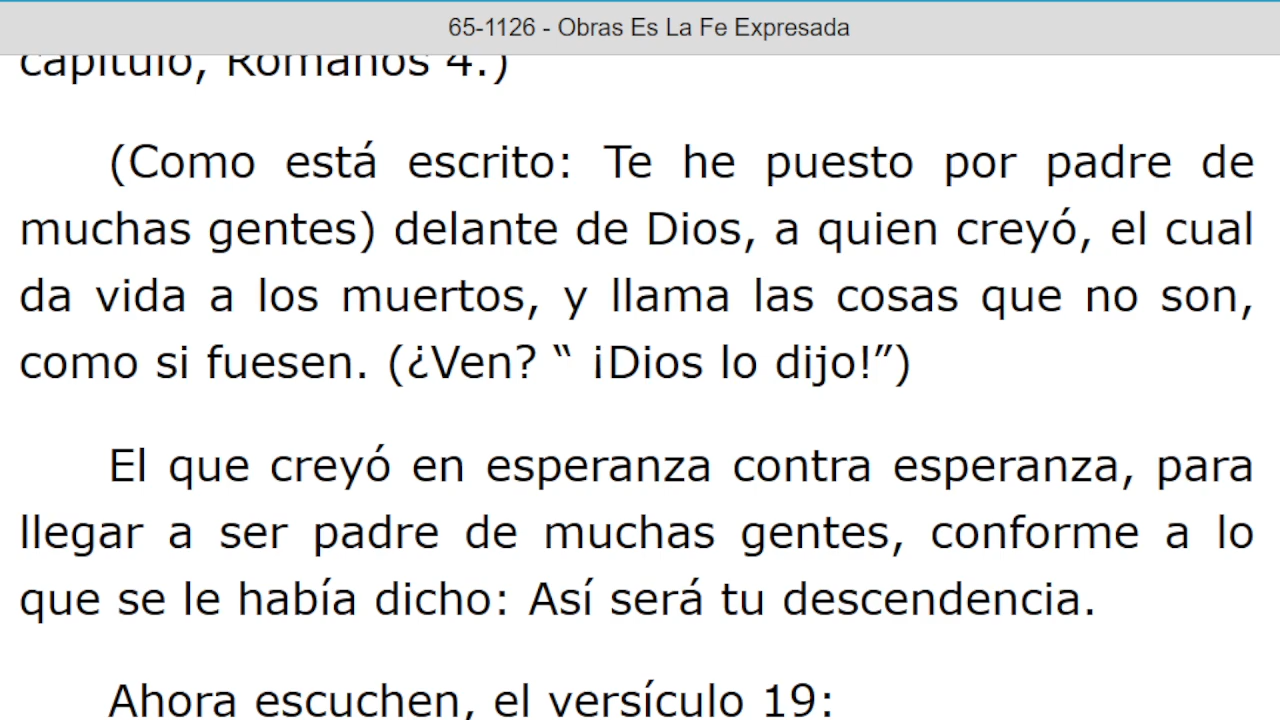 65-1126 - Obras Es La Fe Expresada
capítulo, Romanos 4.)
(Como está escrito: Te he puesto por padre de
muchas gentes) delante de Dios, a quien creyó, el cual
da vida a los muertos, y llama las cosas que no son,
como si fuesen. (¿Ven? “ ¡Dios lo dijo!”)
El que creyó en esperanza contra esperanza, para
llegar a ser padre de muchas gentes, conforme a lo
que se le había dicho: Así será tu descendencia.
Ahora escuchen, el versículo 19: